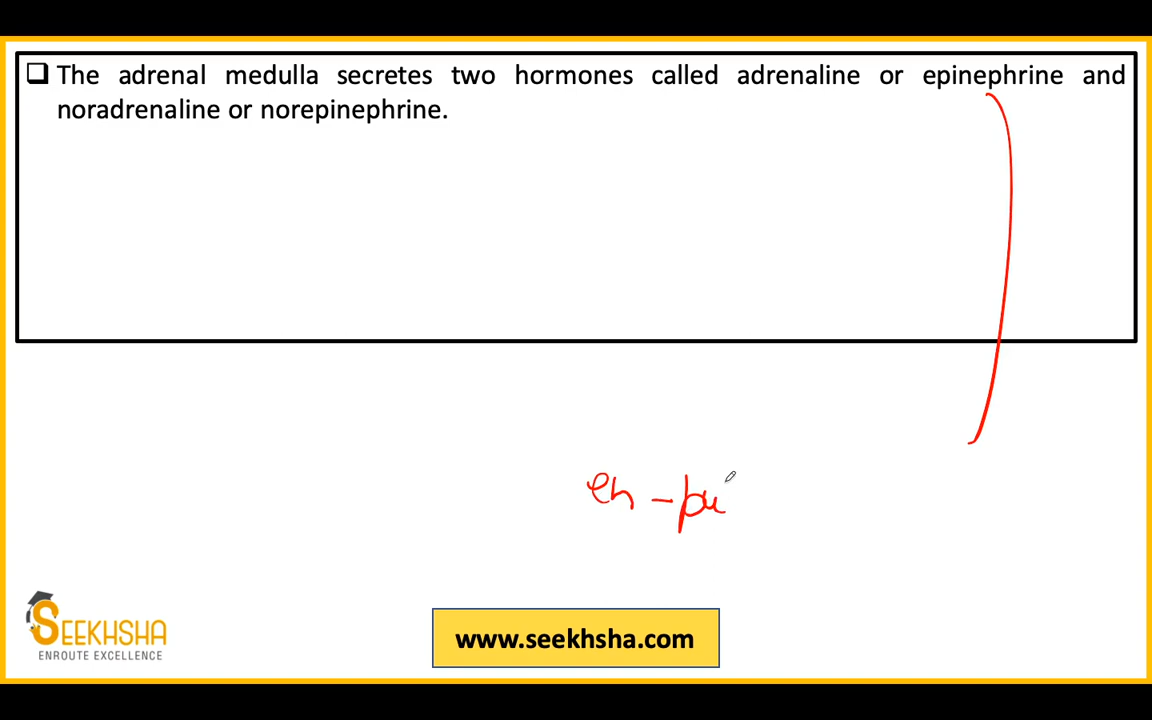 The adrenal medulla secretes two hormones called adrenaline or epinephrine and
noradrenaline or norepinephrine.
SEEKHSHA
ENROUTE EXCELLENCE
www.seekhsha.com